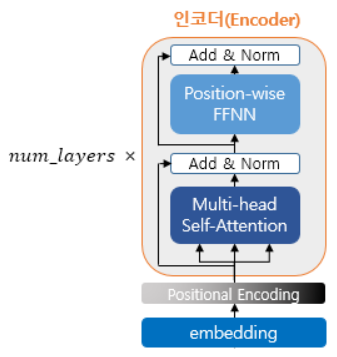 인코더(Encoder)
Add & Norm
Position-wise
FFNN
num_layers ×
Add & Norm
Multi-head
Self-Attention
Positional Encoding
embedding